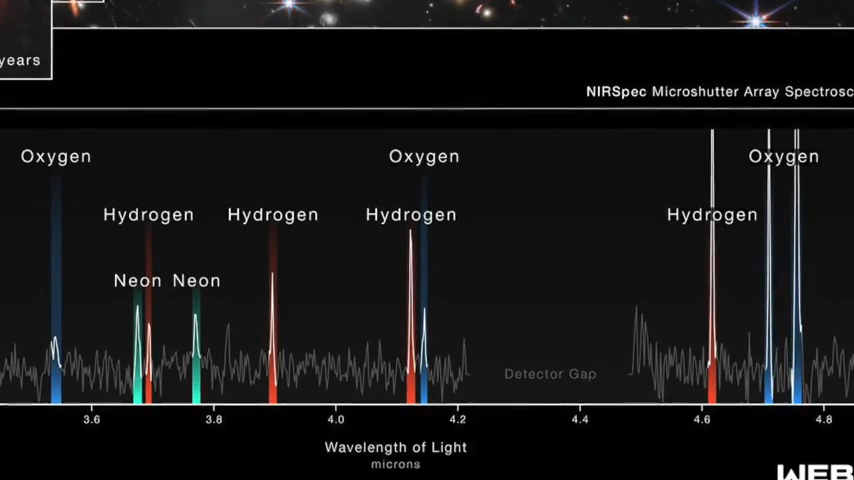 years
NIRSpec Microshutter Array Spectrosc
Oxygen Oxygen Oxygen
Hydrogen Hydrogen Hydrogen Hydrogen
Neon Neon
Detector Gap
3.6 3.8 4.0 4.2 4.4 4.6 4.8
Wavelength of Light
microns
WEB